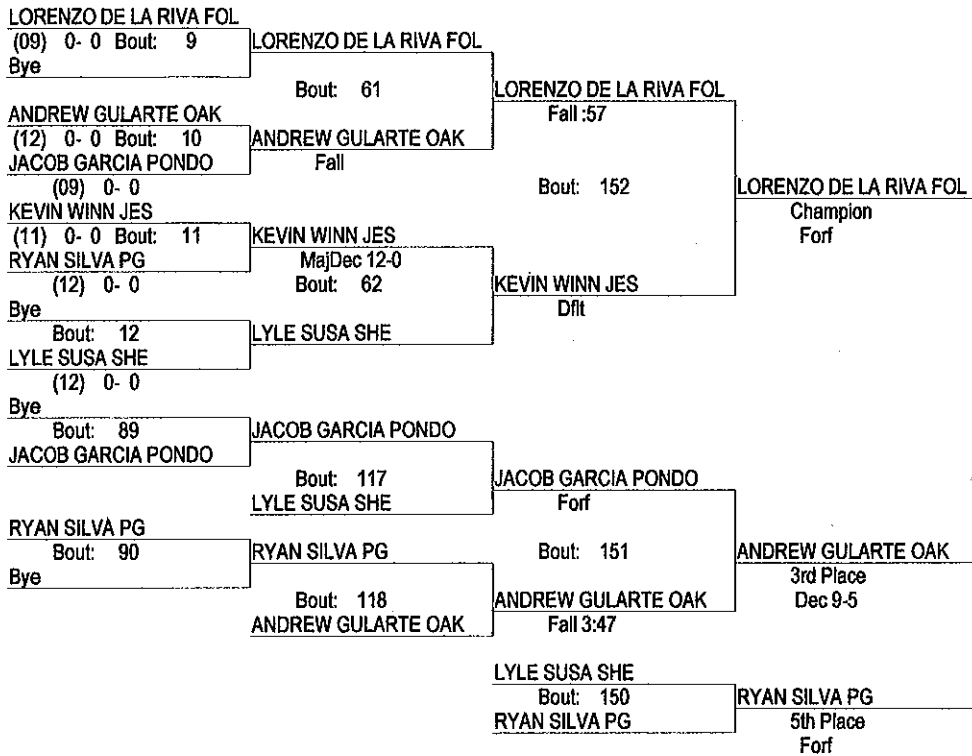 LORENZO DE LA RIVA FOL
(09) 0- 0 Bout: 9
Bye
LORENZO DE LA RIVA FOL
Bout: 61
ANDREW GULARTE OAK
(12) 0- 0 Bout: 10
JACOB GARCIA PONDO
(09) 0- 0
ANDREW GULARTE OAK
Fall
LORENZO DE LA RIVA FOL
Fall :57
Bout: 152
KEVIN WINN JES
(11) 0- 0 Bout: 11
RYAN SILVA PG
(12) 0- 0
KEVIN WINN JES
MajDec 12-0
Bout: 62
Bye
Bout: 12
LYLE SUSA SHE
(12) 0- 0
LYLE SUSA SHE
KEVIN WINN JES
Dflt
LORENZO DE LA RIVA FOL
Champion
Forf
Bye
Bout: 89
JACOB GARCIA PONDO
JACOB GARCIA PONDO
Bout: 117
LYLE SUSA SHE
JACOB GARCIA PONDO
Forf
Bout: 151
RYAN SILVA PG
Bout: 90
Bye
RYAN SILVA PG
Bout: 118
ANDREW GULARTE OAK
ANDREW GULARTE OAK
Fall 3:47
ANDREW GULARTE OAK
3rd Place
Dec 9-5
LYLE SUSA SHE
Bout: 150
RYAN SILVA PG
RYAN SILVA PG
5th Place
Forf